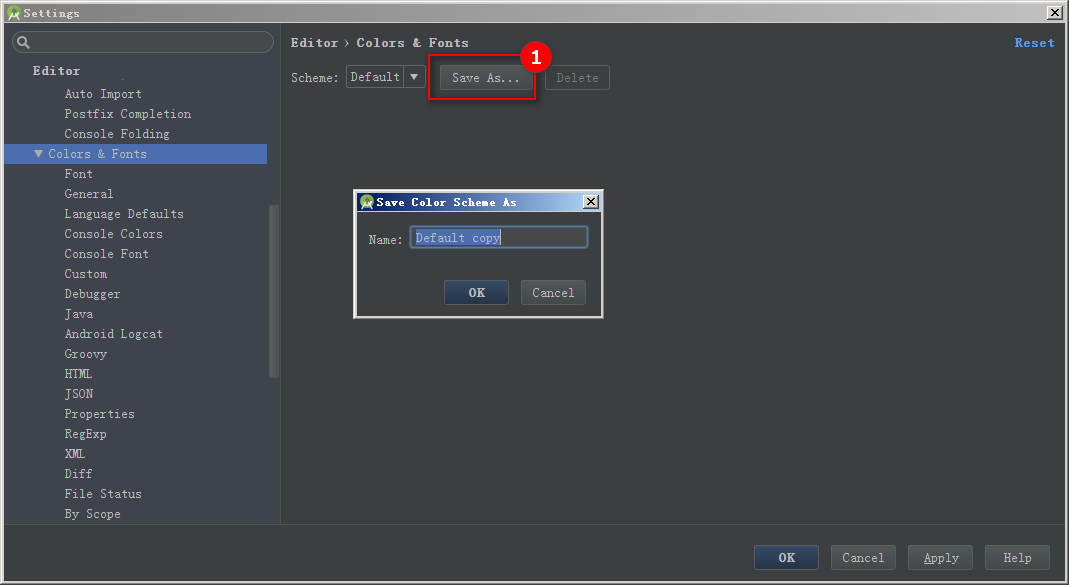 Settings
Editor
Auto Import
Postfix Completion
Console Folding
Colors & Fonts
Font
General
Language Defaults
Console Colors
Console Font
Custom
Debugger
Java
Android Logcat
Groovy
HTML
JSON
Properties
RegExp
XML
Diff
File Status
By Scope
Editor › Colors & Fonts
Reset
Scheme: Default Save As... Delete
1
Save Color Scheme As
Name: Default copy
OK Cancel
OK Cancel Apply Help